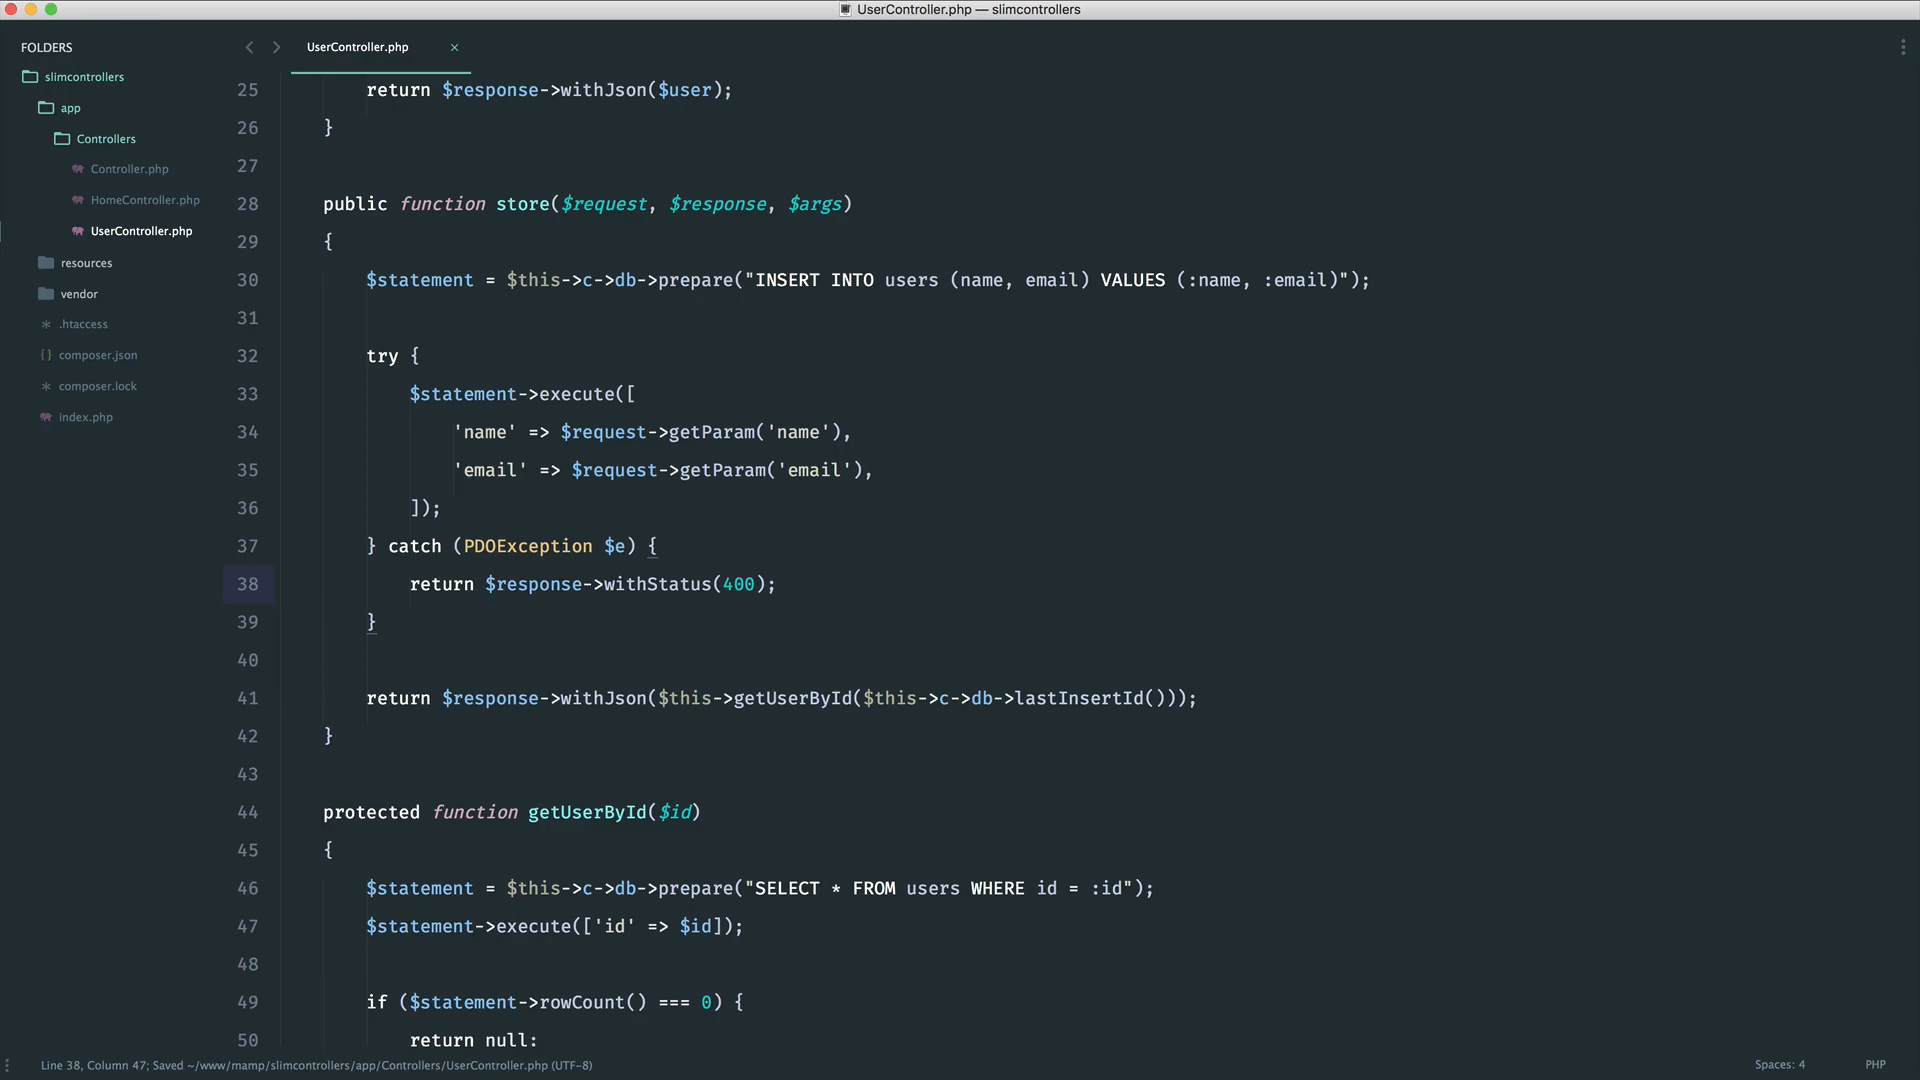 UserController.php — slimcontrollers
FOLDERS
slimcontrollers
app
Controllers
Controller.php
HomeController.php
UserController.php
resources
vendor
.htaccess
composer.json
composer.lock
index.php
UserController.php ×
25 return $response->withJson($user);
26 }
27
28 public function store($request, $response, $args)
29 {
30 $statement = $this->c->db->prepare("INSERT INTO users (name, email) VALUES (:name, :email)");
31
32 try {
33 $statement->execute([
34 'name' => $request->getParam('name'),
35 'email' => $request->getParam('email'),
36 ]);
37 } catch (PDOException $e) {
38 return $response->withStatus(400);
39 }
40
41 return $response->withJson($this->getUserById($this->c->db->lastInsertId()));
42 }
43
44 protected function getUserById($id)
45 {
46 $statement = $this->c->db->prepare("SELECT * FROM users WHERE id = :id");
47 $statement->execute(['id' => $id]);
48
49 if ($statement->rowCount() === 0) {
50 return null:
Line 38, Column 47; Saved ~/www/mamp/slimcontrollers/app/Controllers/UserController.php (UTF-8)
Spaces: 4
PHP